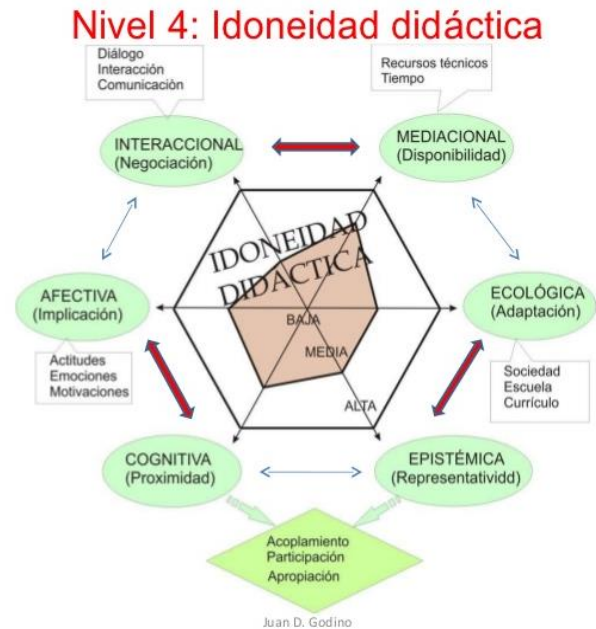 Nivel 4: Idoneidad didáctica
Diálogo
Interacción
Comunicaciòn
Recursos técnicos
Tiempo
INTERACCIONAL
(Negociación)
MEDIACIONAL
(Disponibilidad)
IDONEIDAD
DIDÁCTICA
AFECTIVA
(Implicación)
ECOLÓGICA
(Adaptación)
BAJA
MEDIA
ALTA
Actitudes
Emociones
Motivaciones
Sociedad
Escuela
Currículo
COGNITIVA
(Proximidad)
EPISTÉMICA
(Representatividd)
Acoplamiento
Participación
Apropiación
Juan D. Godino